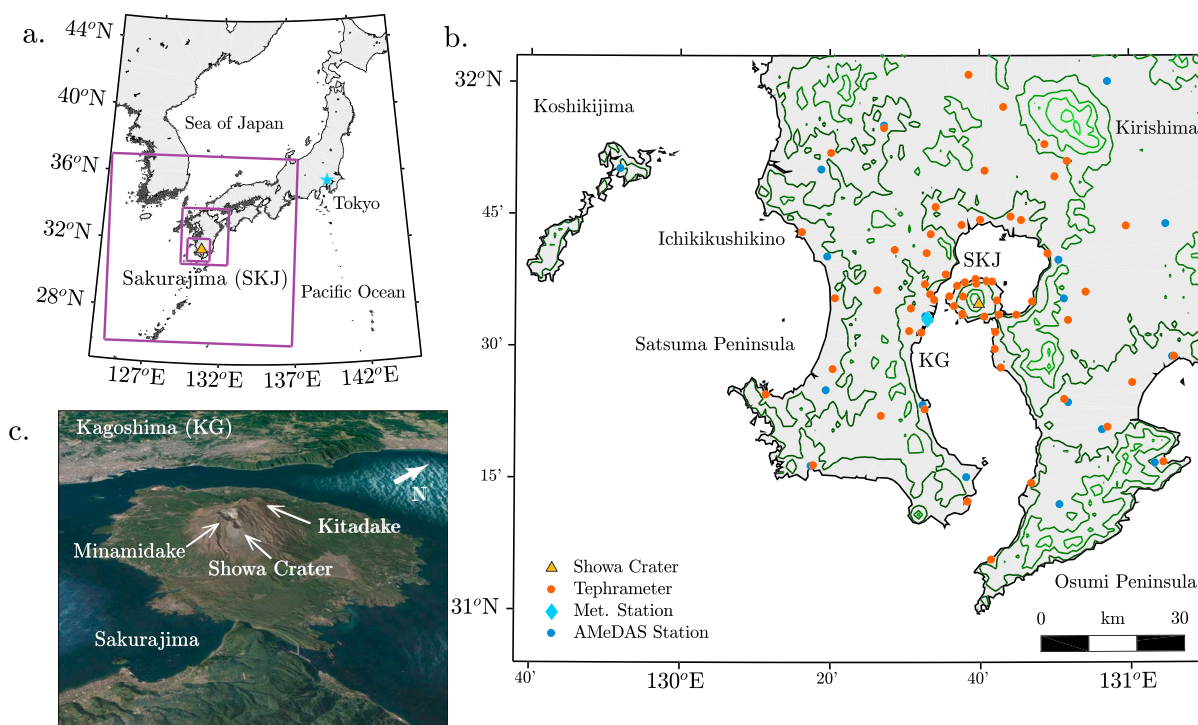 a.
44°N
40°N
36°N
32°N
28°N
Sea of Japan
Tokyo
Sakurajima (SKJ)
Pacific Ocean
127°E
132°E
137°E
142°E
b.
32°N
45′
30′
15′
31°N
Koshikijima
Kirishima
Ichikikushikino
SKJ
Satsuma Peninsula
KG
Showa Crater
Tephrameter
Met. Station
AMeDAS Station
Osumi Peninsula
0 km 30
40′
130°E
20′
40′
131°E
c.
Kagoshima (KG)
N
Kitadake
Minamidake
Showa Crater
Sakurajima